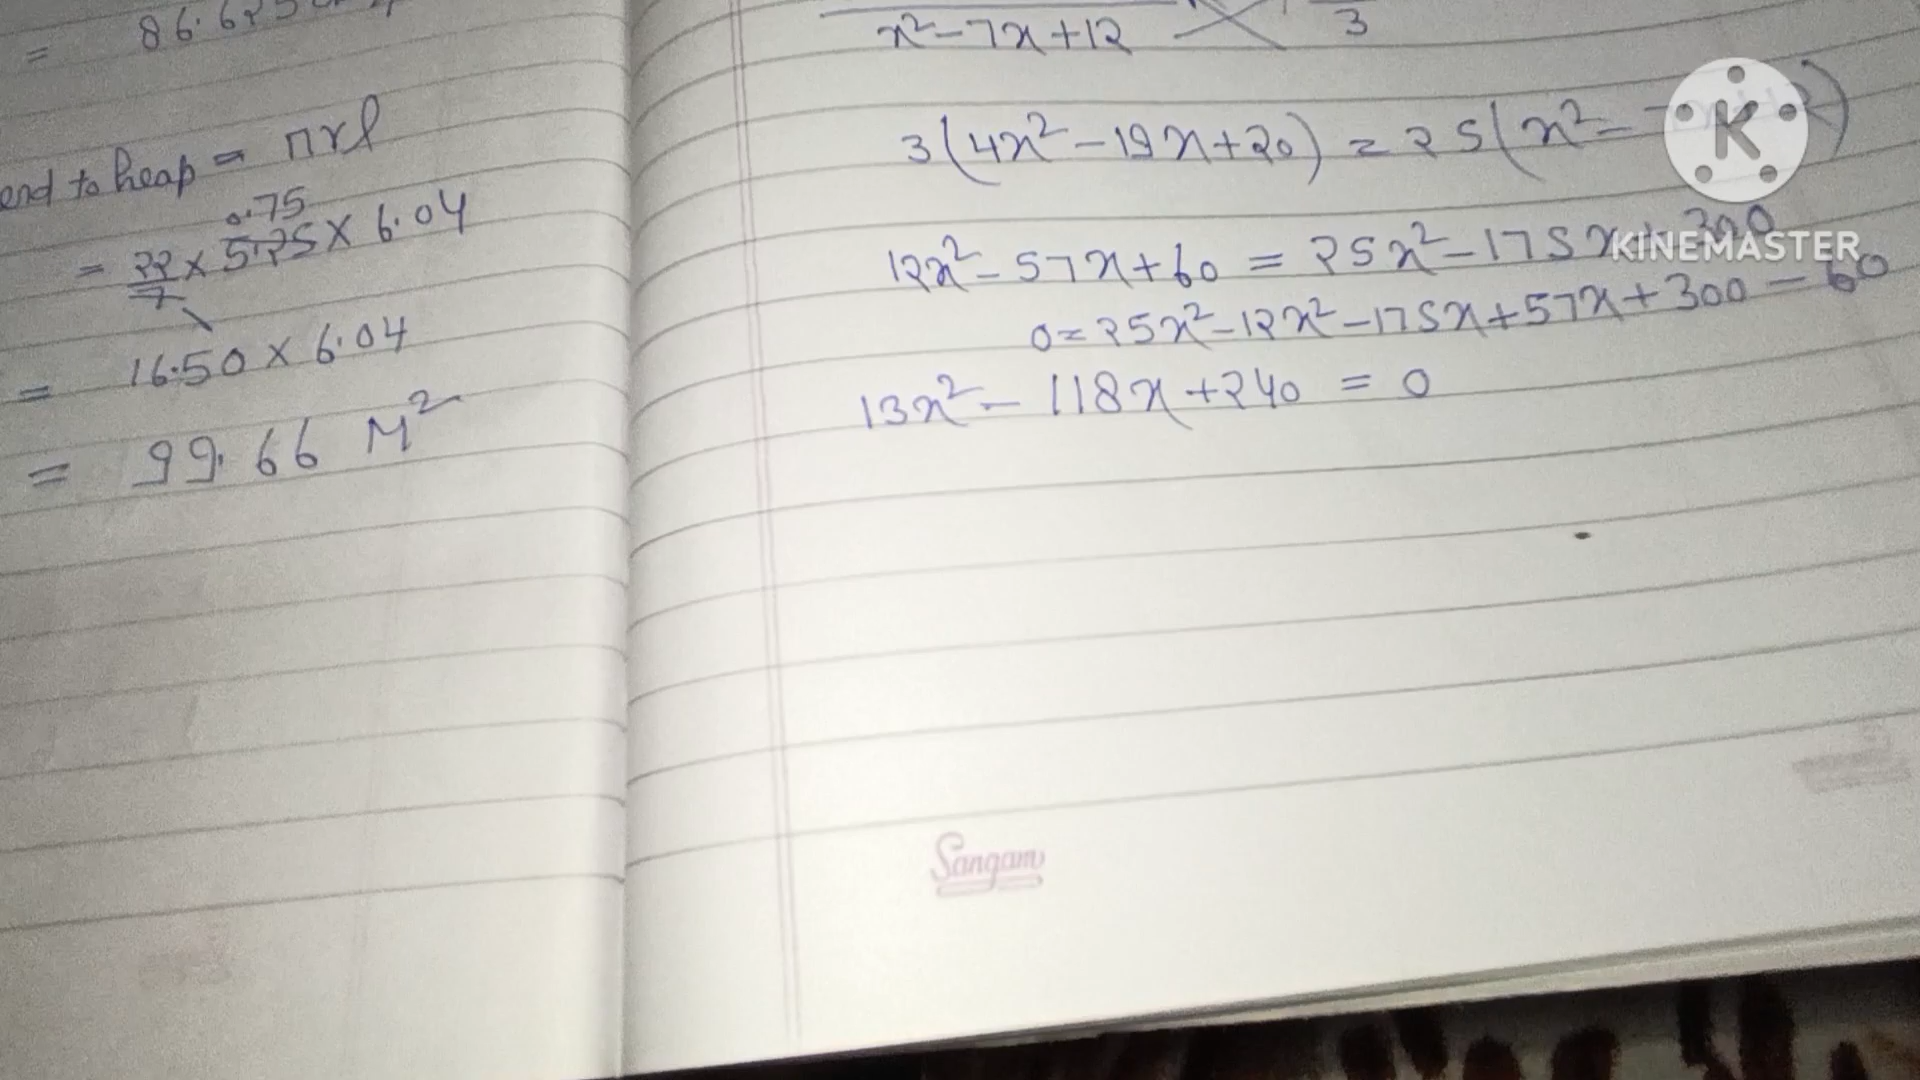 = 86.625
end to heap = πrl
0.75
= 22/7 × 5.25 × 6.04
= 16.50 × 6.04
= 99.66 M²
x² - 7x + 12 3
3(4x² - 19x + 20) = 25(x² -
12x² - 57x + 60 = 25x² - 175x + 300
0 = 25x² - 12x² - 175x + 57x + 300 - 60
13x² - 118x + 240 = 0
K
KINEMASTER
Sangam